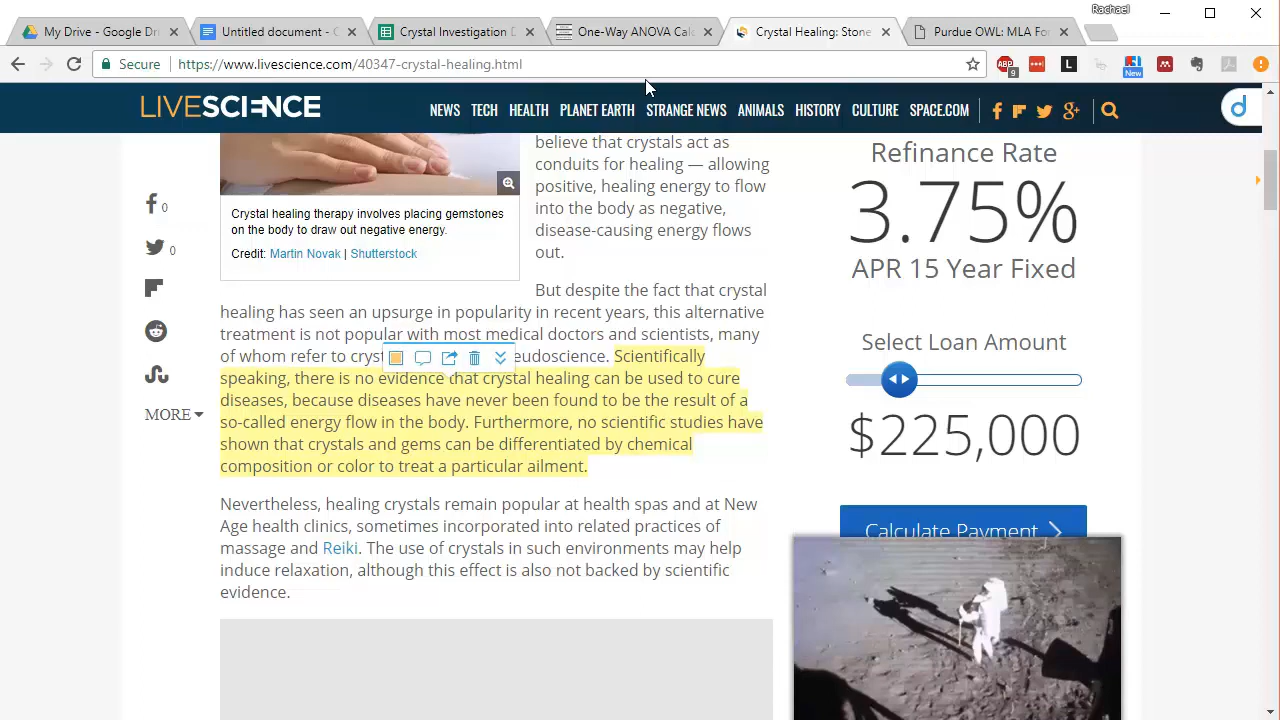 Rachael
My Drive - Google Dri
Untitled document - G
Crystal Investigation D
One-Way ANOVA Calc
Crystal Healing: Stone
Purdue OWL: MLA For
Secure
https://www.livescience.com/40347-crystal-healing.html
9
New
LIVESCIENCE
NEWS TECH HEALTH PLANET EARTH STRANGE NEWS ANIMALS HISTORY CULTURE SPACE.COM
0
0
MORE
Crystal healing therapy involves placing gemstones
on the body to draw out negative energy.
Credit: Martin Novak | Shutterstock
believe that crystals act as
conduits for healing — allowing
positive, healing energy to flow
into the body as negative,
disease-causing energy flows
out.
But despite the fact that crystal
healing has seen an upsurge in popularity in recent years, this alternative
treatment is not popular with most medical doctors and scientists, many
of whom refer to cryst eudoscience. Scientifically
speaking, there is no evidence that crystal healing can be used to cure
diseases, because diseases have never been found to be the result of a
so-called energy flow in the body. Furthermore, no scientific studies have
shown that crystals and gems can be differentiated by chemical
composition or color to treat a particular ailment.
Nevertheless, healing crystals remain popular at health spas and at New
Age health clinics, sometimes incorporated into related practices of
massage and Reiki. The use of crystals in such environments may help
induce relaxation, although this effect is also not backed by scientific
evidence.
Refinance Rate
3.75%
APR 15 Year Fixed
Select Loan Amount
$225,000
Calculate Payment